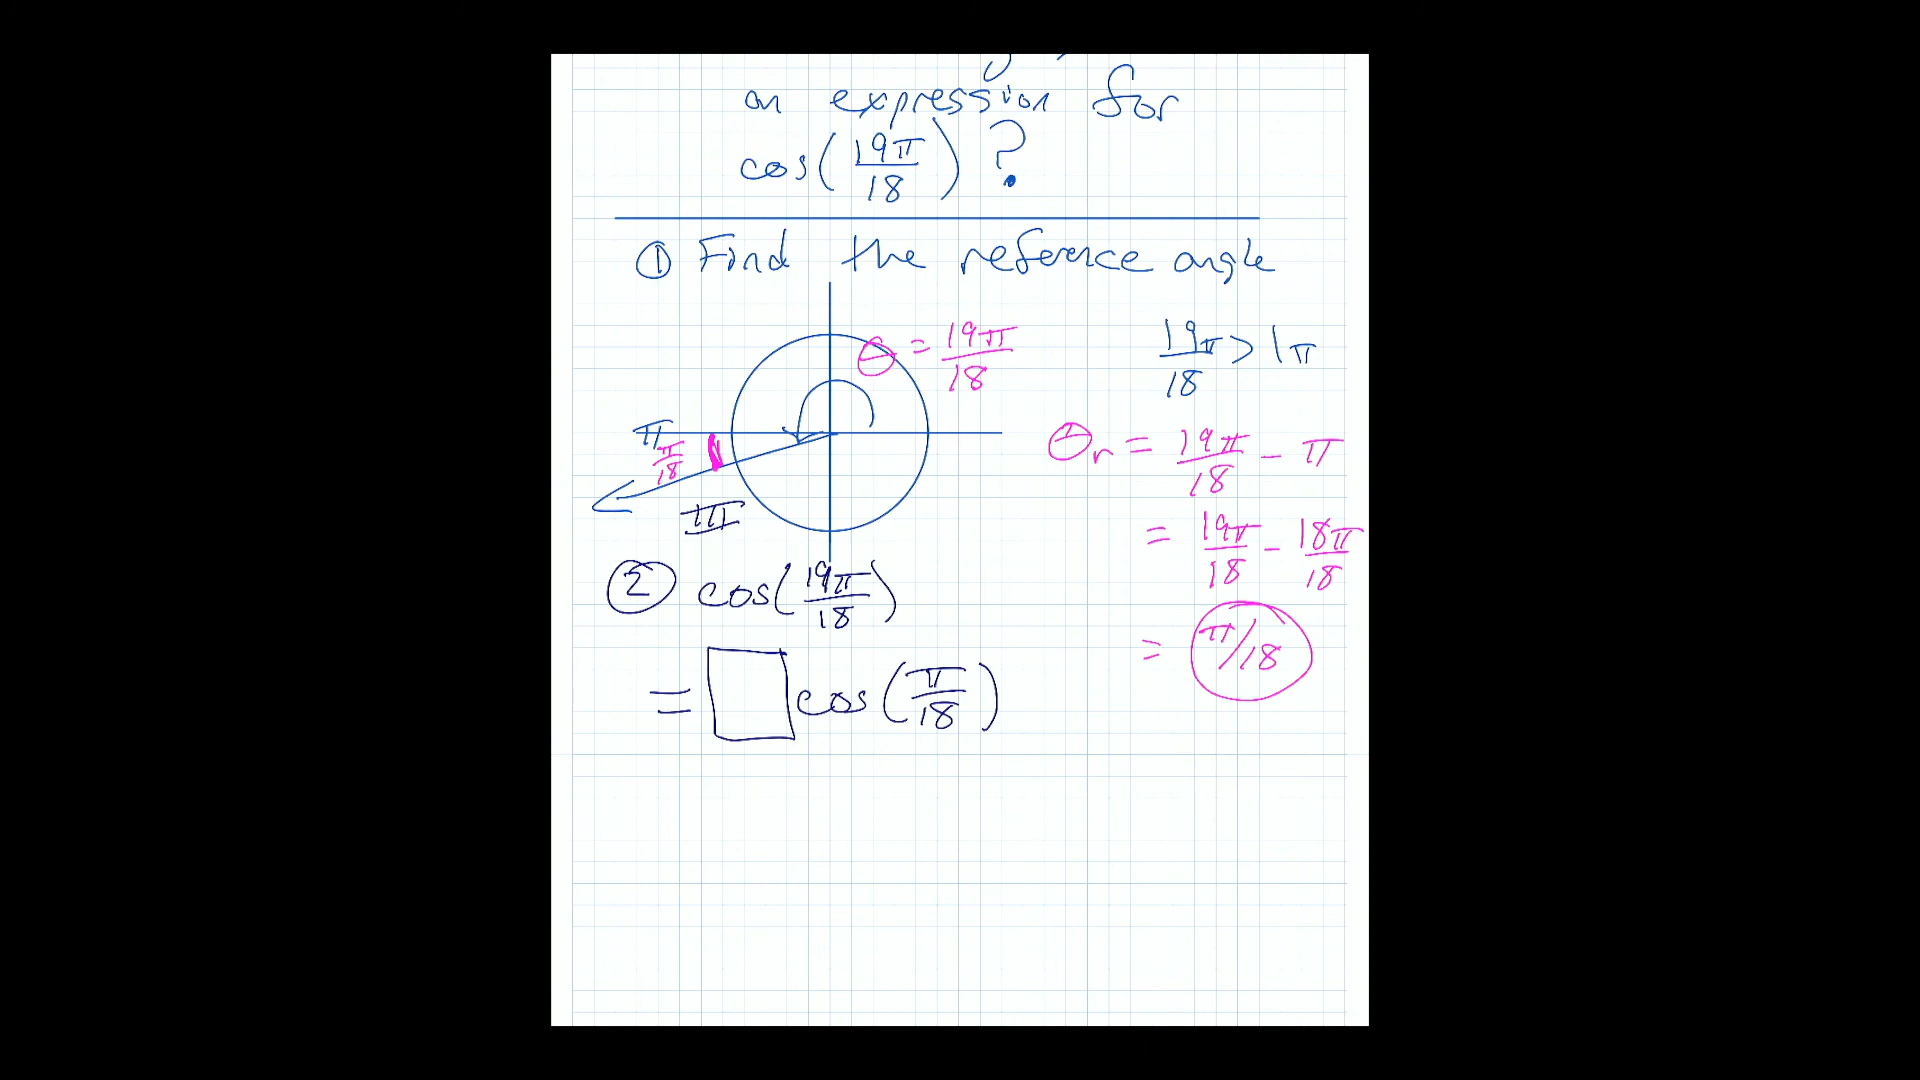 an expression for
cos(19π/18)?
① Find the reference angle
θ = 19π/18
19π/18 > 1π
π
π/18
III
θr = 19π/18 - π
= 19π/18 - 18π/18
= π/18
② cos(19π/18)
= □ cos(π/18)